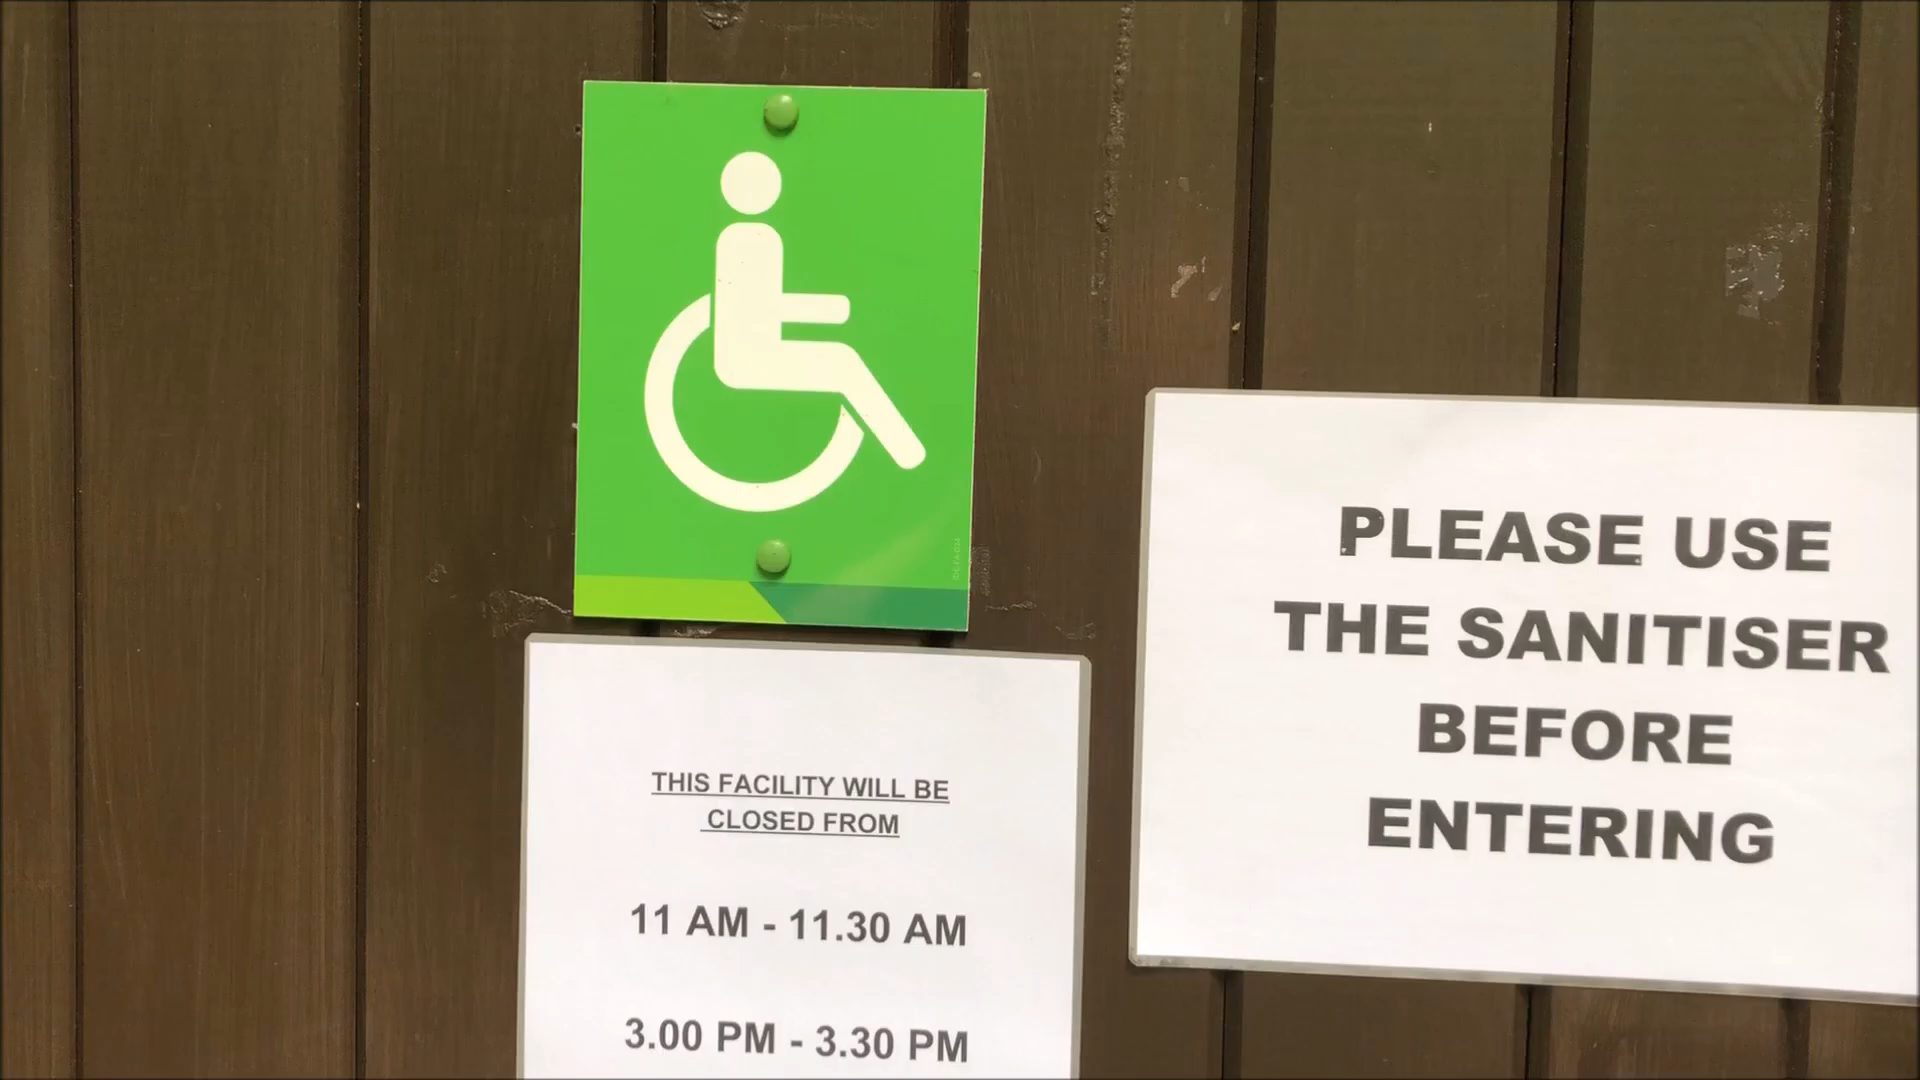 THIS FACILITY WILL BE
CLOSED FROM
11 AM - 11.30 AM
3.00 PM - 3.30 PM
PLEASE USE
THE SANITISER
BEFORE
ENTERING